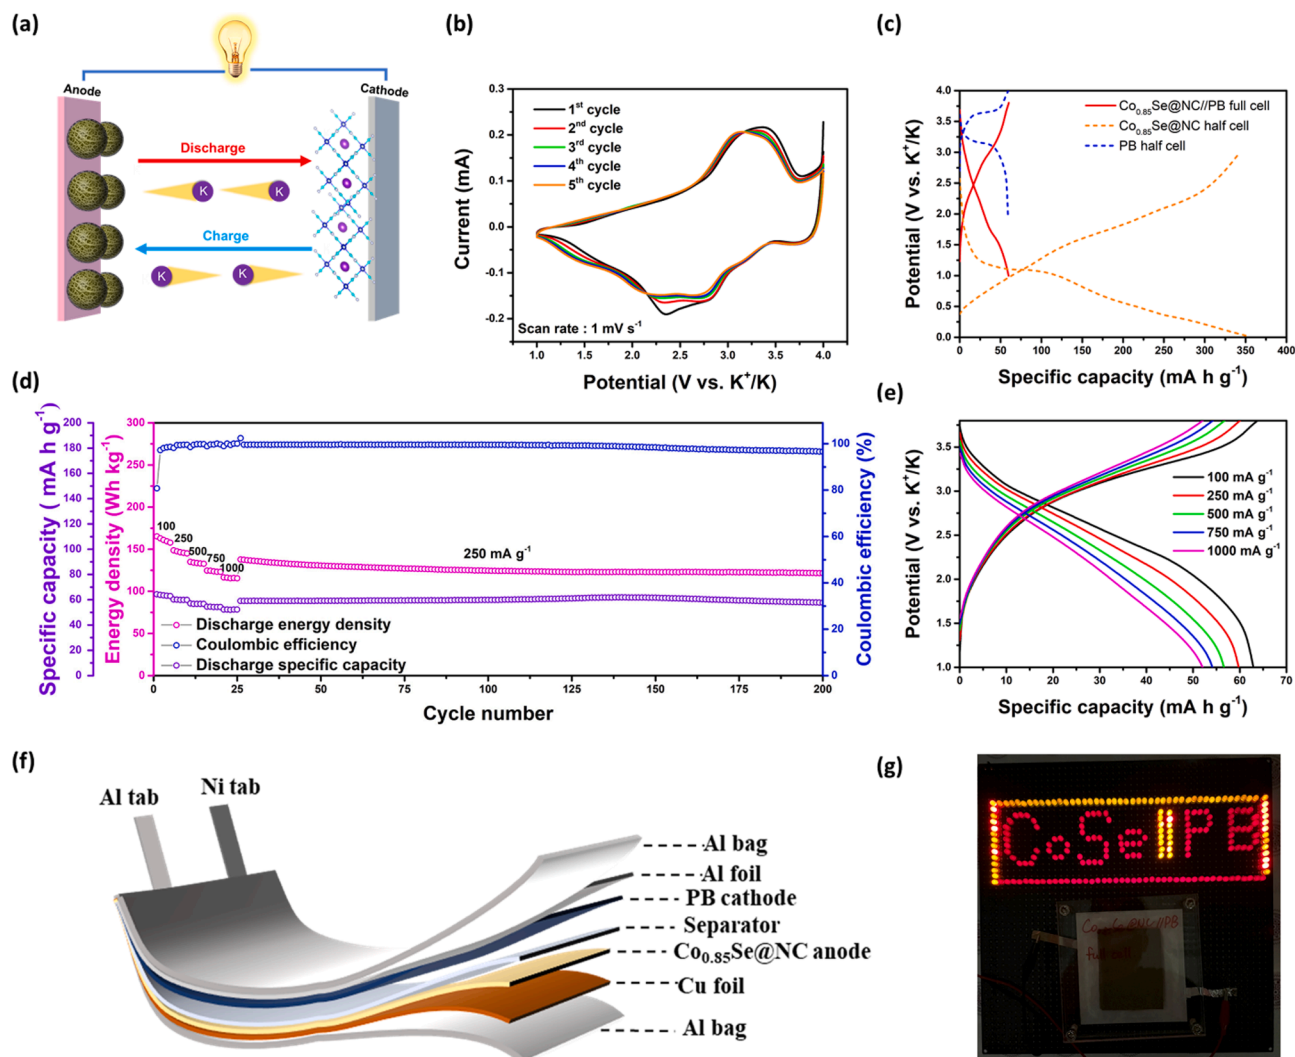 (a)
Anode
Cathode
Discharge
K K
Charge
K K
(b)
1st cycle
2nd cycle
3rd cycle
4th cycle
5th cycle
Scan rate : 1 mV s-1
Current (mA)
0.3
0.2
0.1
0.0
-0.1
0.2
1.0 1.5 2.0 2.5 3.0 3.5 4.0
Potential (V vs. K+/K)
(c)
Co0.85Se@NC//PB full cell
Co0.85Se@NC half cell
PB half cell
Potential (V vs. K+/K)
4.0
3.5
3.0
2.5
2.0
1.5
1.0
0.5
0.0
0 50 100 150 200 250 300 350 400
Specific capacity (mA h g-1)
(d)
Specific capacity ( mA h g-1)
200
180
160
140
120
100
80
60
40
20
0
Energy density (Wh kg-1)
300
275
250
225
200
175
150
125
100
75
50
25
0
100
250
500
750
1000
250 mA g-1
Discharge energy density
Coulombic efficiency
Discharge specific capacity
Coulombic efficiency (%)
100
80
60
40
20
0
0 25 50 75 100 125 150 175 200
Cycle number
(e)
100 mA g-1
250 mA g-1
500 mA g-1
750 mA g-1
1000 mA g-1
Potential (V vs. K+/K)
3.0
2.0
1.0
0 10 20 30 40 50 60 70
Specific capacity (mA h g-1)
(f)
Al tab
Ni tab
Al bag
Al foil
PB cathode
Separator
Co0.85Se@NC anode
Cu foil
Al bag
(g)
CoSe||PB
full cell